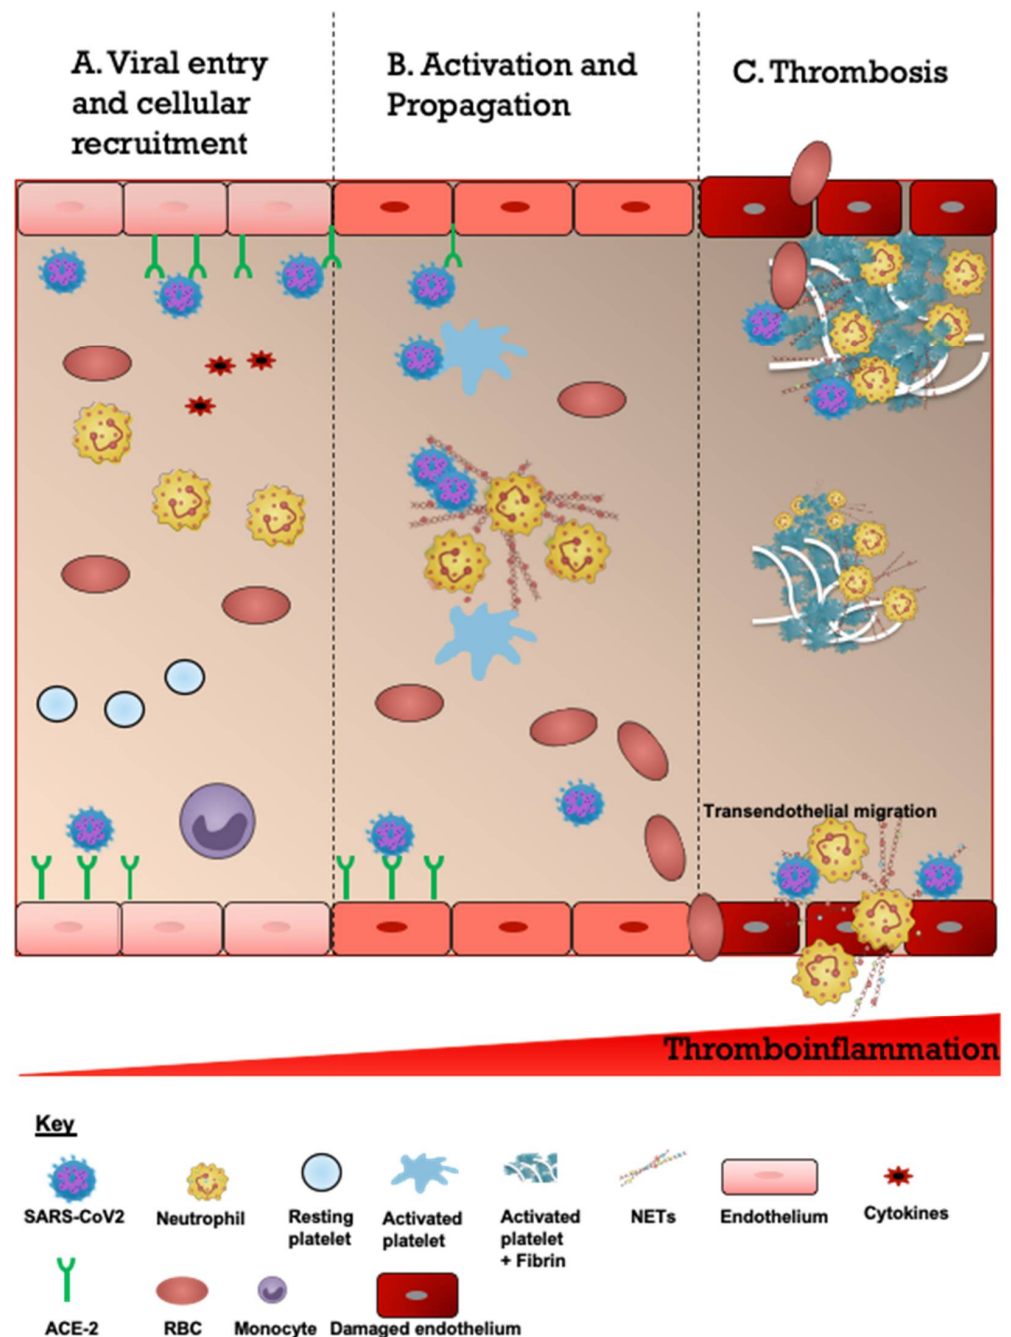 A. Viral entry
and cellular
recruitment
B. Activation and
Propagation
C. Thrombosis
Transendothelial migration
Thromboinflammation
Key
SARS-CoV2
Neutrophil
Resting
platelet
Activated
platelet
Activated
platelet
+ Fibrin
NETs
Endothelium
Cytokines
ACE-2
RBC
Monocyte
Damaged endothelium